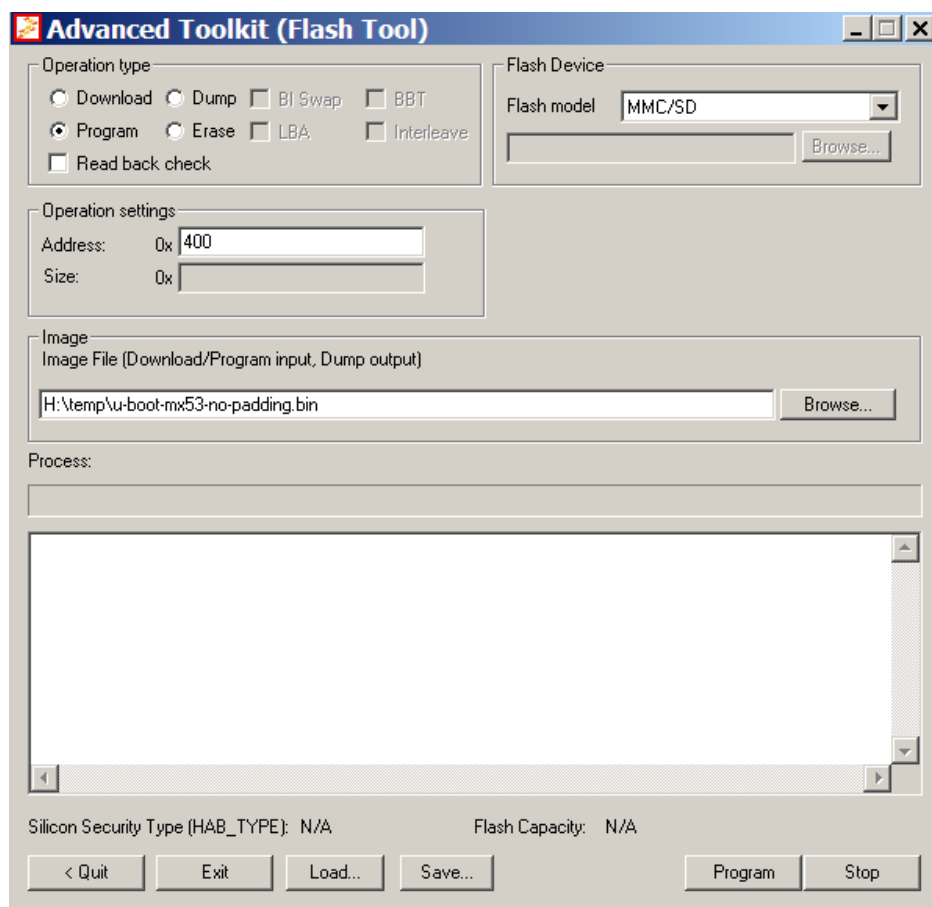 Advanced Toolkit (Flash Tool)
Operation type
Download Dump BI Swap BBT
Program Erase LBA Interleave
Read back check
Flash Device
Flash model MMC/SD
Browse...
Operation settings
Address: 0x 400
Size: 0x
Image
Image File (Download/Program input, Dump output)
H:\temp\u-boot-mx53-no-padding.bin Browse...
Process:
Silicon Security Type (HAB_TYPE): N/A Flash Capacity: N/A
< Quit Exit Load... Save... Program Stop